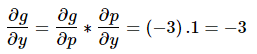 ∂g/∂y = ∂g/∂p * ∂p/∂y = (−3) .1 = −3